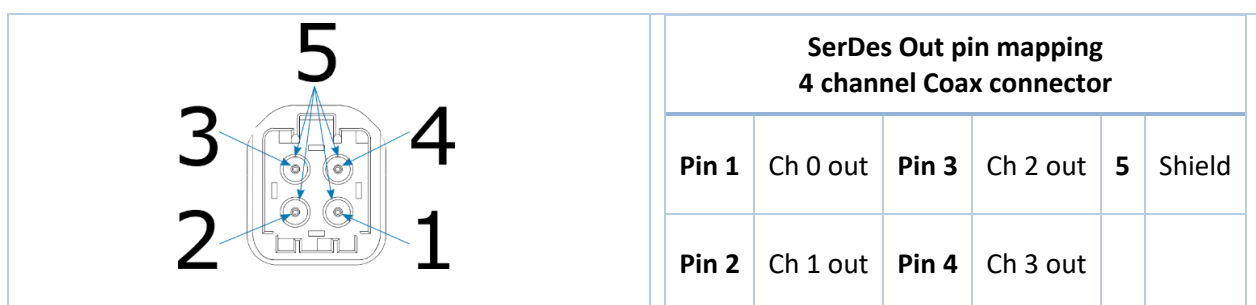 5
3
4
2
1
SerDes Out pin mapping
4 channel Coax connector
Pin 1 Ch 0 out Pin 3 Ch 2 out 5 Shield
Pin 2 Ch 1 out Pin 4 Ch 3 out